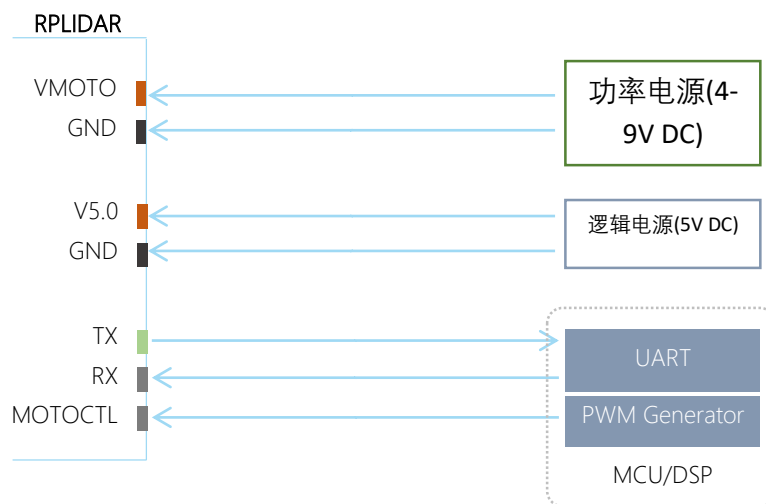 RPLIDAR
VMOTO
GND
功率电源(4-
9V DC)
V5.0
GND
逻辑电源(5V DC)
TX
RX
MOTOCTL
UART
PWM Generator
MCU/DSP